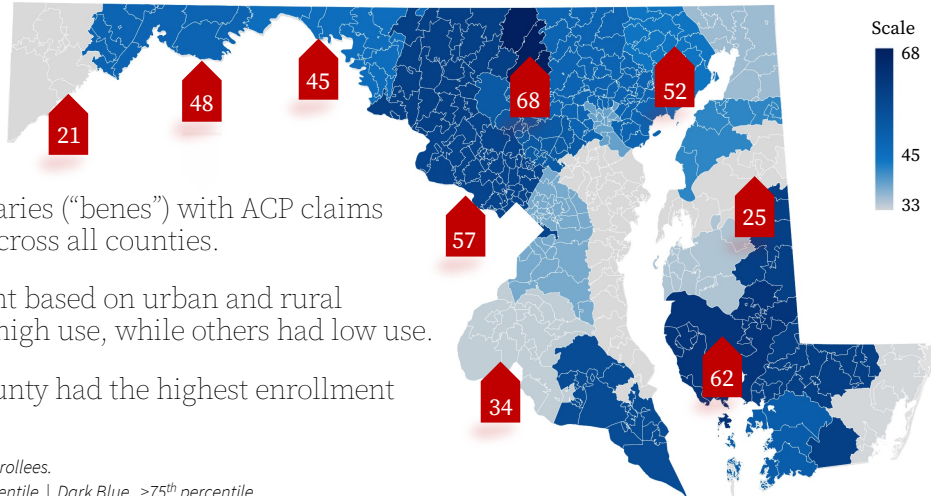 Scale
68
45
33
45
48
68
52
21
25
57
62
34
aries (“benes”) with ACP claims
cross all counties.
nt based on urban and rural
high use, while others had low use.
unty had the highest enrollment
rollees.
entile | Dark Blue, >75th percentile